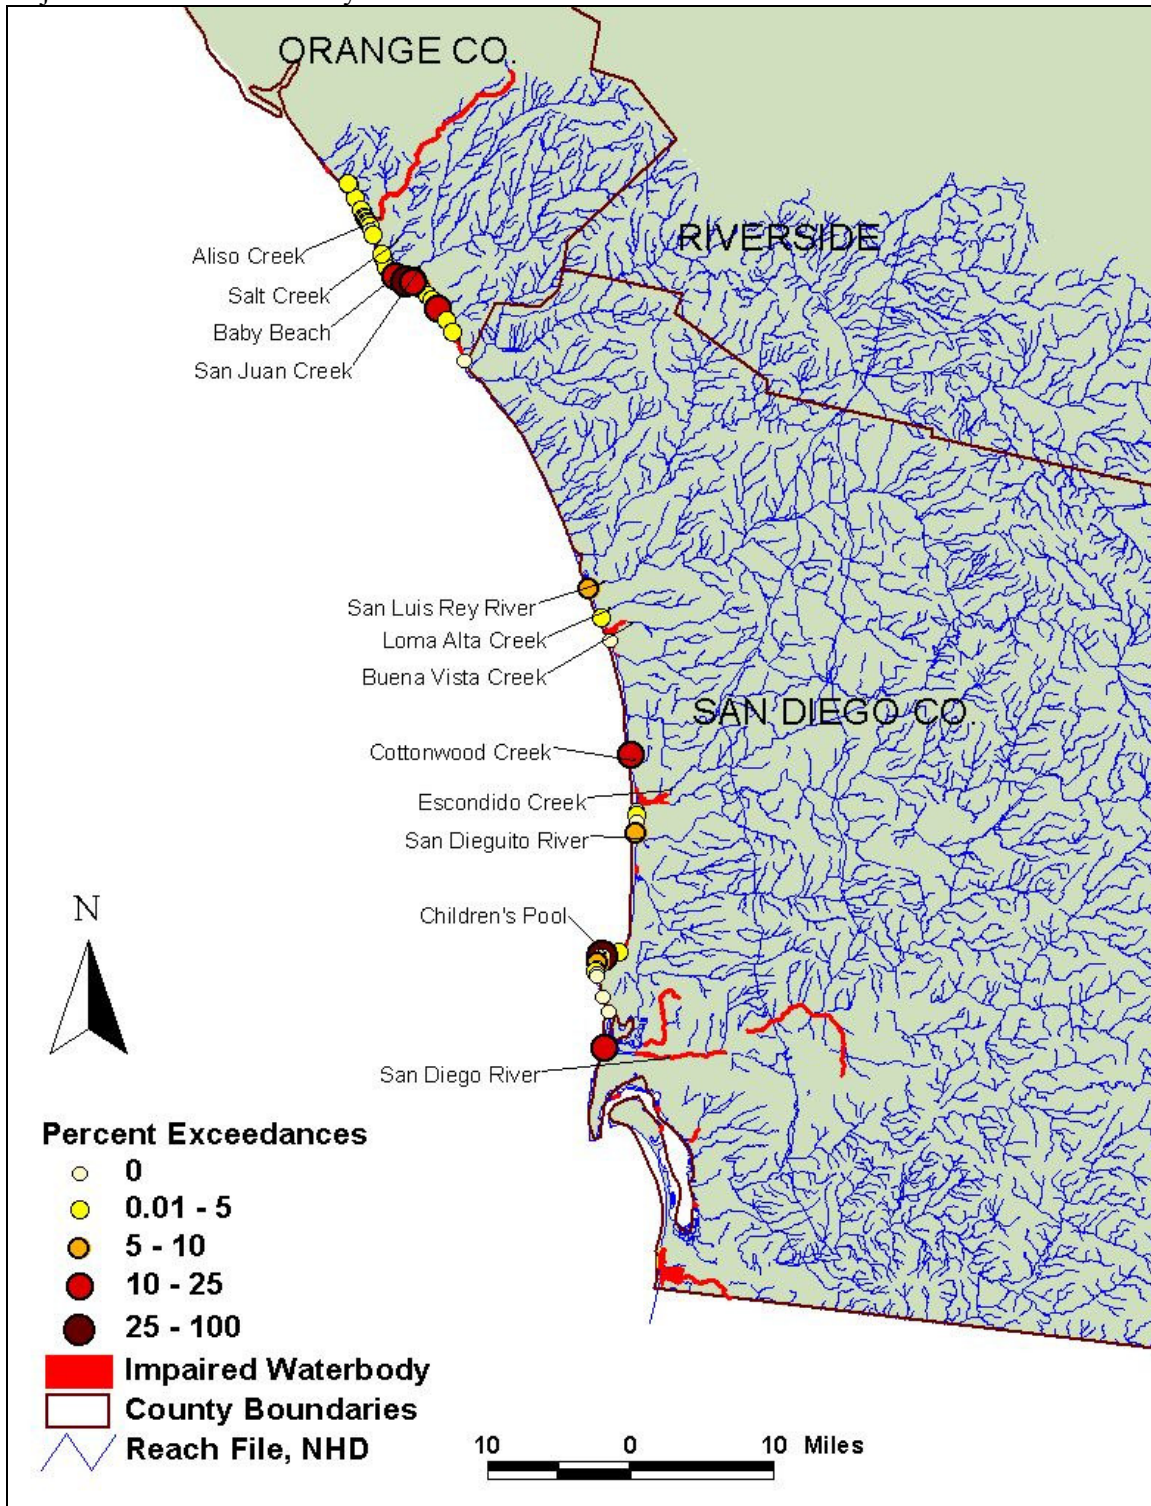 ORANGE CO.
RIVERSIDE
Aliso Creek
Salt Creek
Baby Beach
San Juan Creek
San Luis Rey River
Loma Alta Creek
Buena Vista Creek
SAN DIEGO CO.
Cottonwood Creek
Escondido Creek
San Dieguito River
Children's Pool
N
San Diego River
Percent Exceedances
0
0.01 - 5
5 - 10
10 - 25
25 - 100
Impaired Waterbody
County Boundaries
Reach File, NHD
10 0 10 Miles